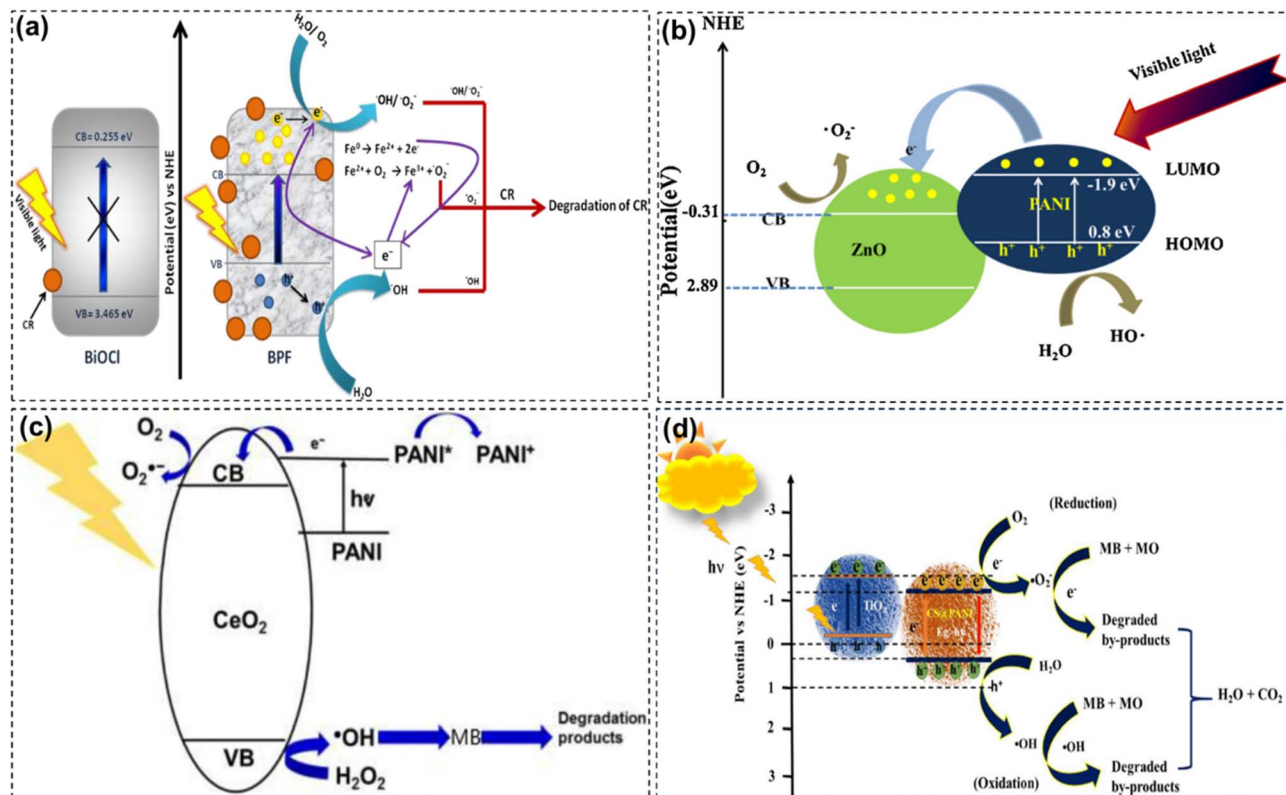 (a)
H₂O/ O₂
CB= 0.255 eV
Visible light
CR
VB= 3.465 eV
BiOCl
Potential (eV) vs NHE
e⁻ → e⁻
CB
VB
h⁺
h⁺
BPF
˙OH/ ˙O₂⁻
˙OH/ ˙O₂⁻
Fe⁰ → Fe²⁺ + 2e⁻
Fe²⁺ + O₂ → Fe³⁺ + ˙O₂⁻
˙O₂⁻
CR
Degradation of CR
e⁻
˙OH
˙OH
H₂O
(b)
NHE
Visible light
·O₂⁻
O₂
e⁻
LUMO
-1.9 eV
PANI
-0.31
CB
ZnO
0.8 eV
HOMO
h⁺ h⁺ h⁺ h⁺
2.89
VB
Potential(eV)
H₂O
HO·
(c)
O₂
O₂•−
CB
e⁻
PANI*
PANI⁺
hν
PANI
CeO₂
VB
•OH
MB
Degradation
products
H₂O₂
(d)
hν
Potential vs NHE (eV)
-3
-2
-1
0
1
2
3
e⁻ e⁻ e⁻
e
TiO₂
h⁺ h⁺ h⁺
e⁻ e⁻ e⁻ e⁻
CN@PANI
e⁻
h⁺ h⁺ h⁺ h⁺
O₂
(Reduction)
e⁻
•O₂⁻
MB + MO
e⁻
Degraded
by-products
H₂O
h⁺
H₂O + CO₂
MB + MO
•OH
•OH
(Oxidation)
Degraded
by-products